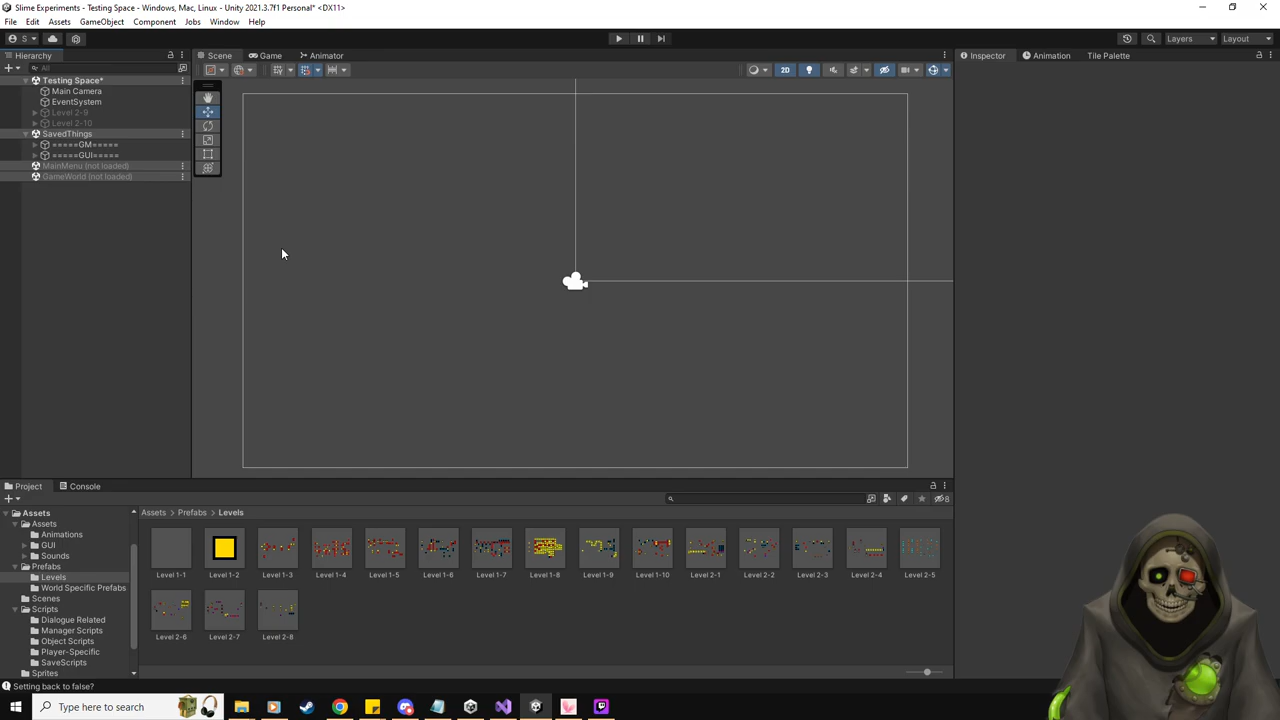 Slime Experiments - Testing Space - Windows, Mac, Linux - Unity 2021.3.7f1 Personal* <DX11>
File Edit Assets GameObject Component Jobs Window Help
S
Layers Layout
Hierarchy
Scene Game Animator
Inspector Animation Tile Palette
All
2D
Testing Space*
Main Camera
EventSystem
Level 2-9
Level 2-10
SavedThings
=====GM=====
=====GUI=====
MainMenu (not loaded)
GameWorld (not loaded)
Project Console
8
Assets
Assets
Animations
GUI
Sounds
Prefabs
Levels
World Specific Prefabs
Scenes
Scripts
Dialogue Related
Manager Scripts
Object Scripts
Player-Specific
SaveScripts
Sprites
Assets > Prefabs > Levels
Level 1-1 Level 1-2 Level 1-3 Level 1-4 Level 1-5 Level 1-6 Level 1-7 Level 1-8 Level 1-9 Level 1-10 Level 2-1 Level 2-2 Level 2-3 Level 2-4 Level 2-5
Level 2-6 Level 2-7 Level 2-8
Setting back to false?
Type here to search